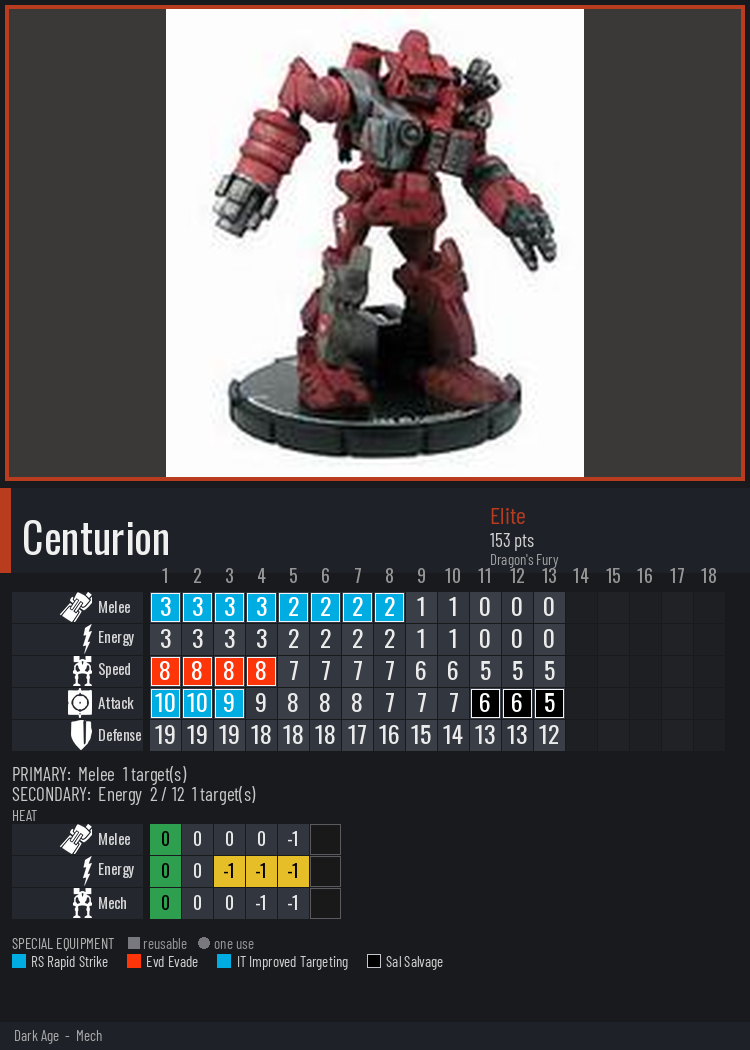 Centurion
Elite
153 pts
Dragon's Fury
1 2 3 4 5 6 7 8 9 10 11 12 13 14 15 16 17 18
Melee 3 3 3 3 2 2 2 2 1 1 0 0 0
Energy 3 3 3 3 2 2 2 2 1 1 0 0 0
Speed 8 8 8 8 7 7 7 7 6 6 5 5 5
Attack 10 10 9 9 8 8 8 7 7 7 6 6 5
Defense 19 19 19 18 18 18 17 16 15 14 13 13 12
PRIMARY: Melee 1 target(s)
SECONDARY: Energy 2 / 12 1 target(s)
HEAT
Melee 0 0 0 0 -1
Energy 0 0 -1 -1 -1
Mech 0 0 0 -1 -1
SPECIAL EQUIPMENT reusable one use
RS Rapid Strike Evd Evade IT Improved Targeting Sal Salvage
Dark Age - Mech